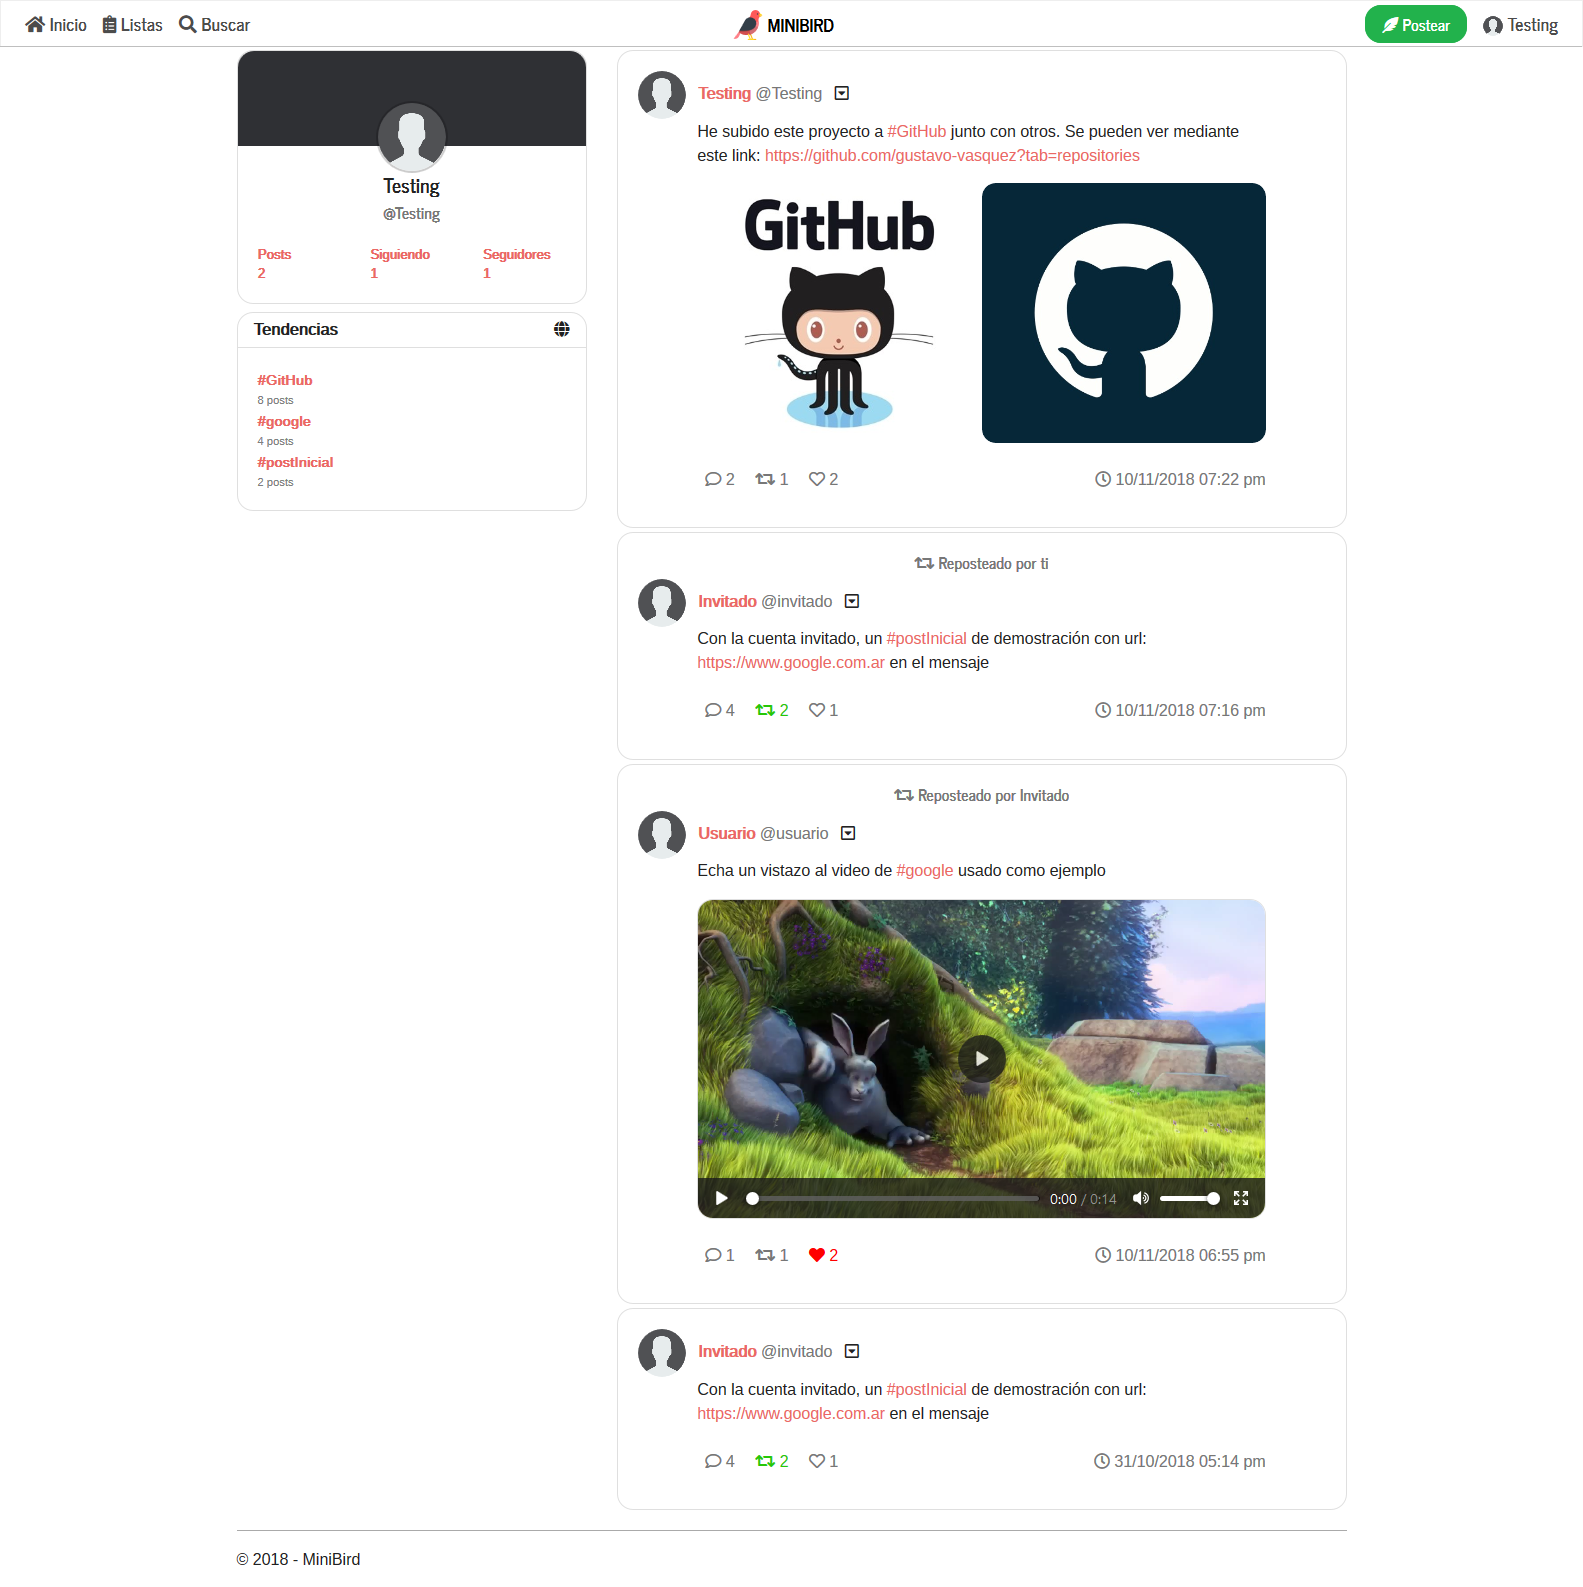 Inicio Listas Buscar MINIBIRD Postear Testing
Testing
@Testing
Posts Siguiendo Seguidores
2 1 1
Tendencias
#GitHub
8 posts
#google
4 posts
#postInicial
2 posts
Testing @Testing
He subido este proyecto a #GitHub junto con otros. Se pueden ver mediante
este link: https://github.com/gustavo-vasquez?tab=repositories
GitHub
2 1 2 10/11/2018 07:22 pm
Reposteado por ti
Invitado @invitado
Con la cuenta invitado, un #postInicial de demostración con url:
https://www.google.com.ar en el mensaje
4 2 1 10/11/2018 07:16 pm
Reposteado por Invitado
Usuario @usuario
Echa un vistazo al video de #google usado como ejemplo
0:00 / 0:14
1 1 2 10/11/2018 06:55 pm
Invitado @invitado
Con la cuenta invitado, un #postInicial de demostración con url:
https://www.google.com.ar en el mensaje
4 2 1 31/10/2018 05:14 pm
© 2018 - MiniBird